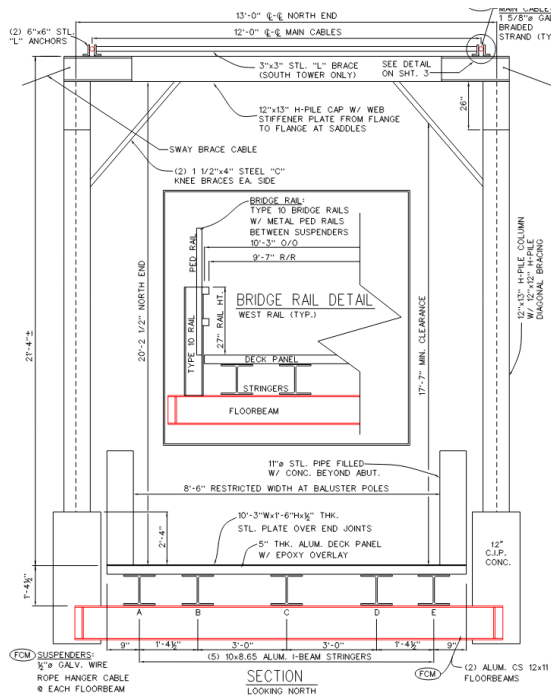 13'-0" ℄-℄ NORTH END
12'-0" ℄-℄ MAIN CABLES
(2) 6"x6" STL.
"L" ANCHORS
MAIN CABLES
1 5/8"ø GAL
BRAIDED
STRAND (TY
3"x3" STL. "L" BRACE
(SOUTH TOWER ONLY)
SEE DETAIL
ON SHT. 3
12"x13" H-PILE CAP W/ WEB
STIFFENER PLATE FROM FLANGE
TO FLANGE AT SADDLES
26"
SWAY BRACE CABLE
(2) 1 1/2"x4" STEEL "C"
KNEE BRACES EA. SIDE
BRIDGE RAIL:
TYPE 10 BRIDGE RAILS
W/ METAL PED RAILS
BETWEEN SUSPENDERS
10'-3" O/O
9'-7" R/R
PED RAIL
BRIDGE RAIL DETAIL
WEST RAIL (TYP.)
TYPE 10 RAIL
27" RAIL HT.
DECK PANEL
STRINGERS
FLOORBEAM
21'-4"±
20'-2 1/2" NORTH END
17'-7" MIN. CLEARANCE
12"x13" H-PILE COLUMN
W/ 12"x12" H-PILE
DIAGONAL BRACING
11"ø STL. PIPE FILLED
W/ CONC. BEYOND ABUT.
8'-6" RESTRICTED WIDTH AT BALUSTER POLES
2'-4"
10'-3"Wx1'-6"Hx½" THK.
STL. PLATE OVER END JOINTS
5" THK. ALUM. DECK PANEL
W/ EPOXY OVERLAY
12"
C.I.P.
CONC.
1'-4½"
A B C D E
9" 1'-4½" 3'-0" 3'-0" 1'-4½" 9"
(5) 10x8.65 ALUM. I-BEAM STRINGERS
FCM SUSPENDERS:
½"ø GALV. WIRE
ROPE HANGER CABLE
@ EACH FLOORBEAM
SECTION
LOOKING NORTH
FCM
(2) ALUM. CS 12x11
FLOORBEAMS